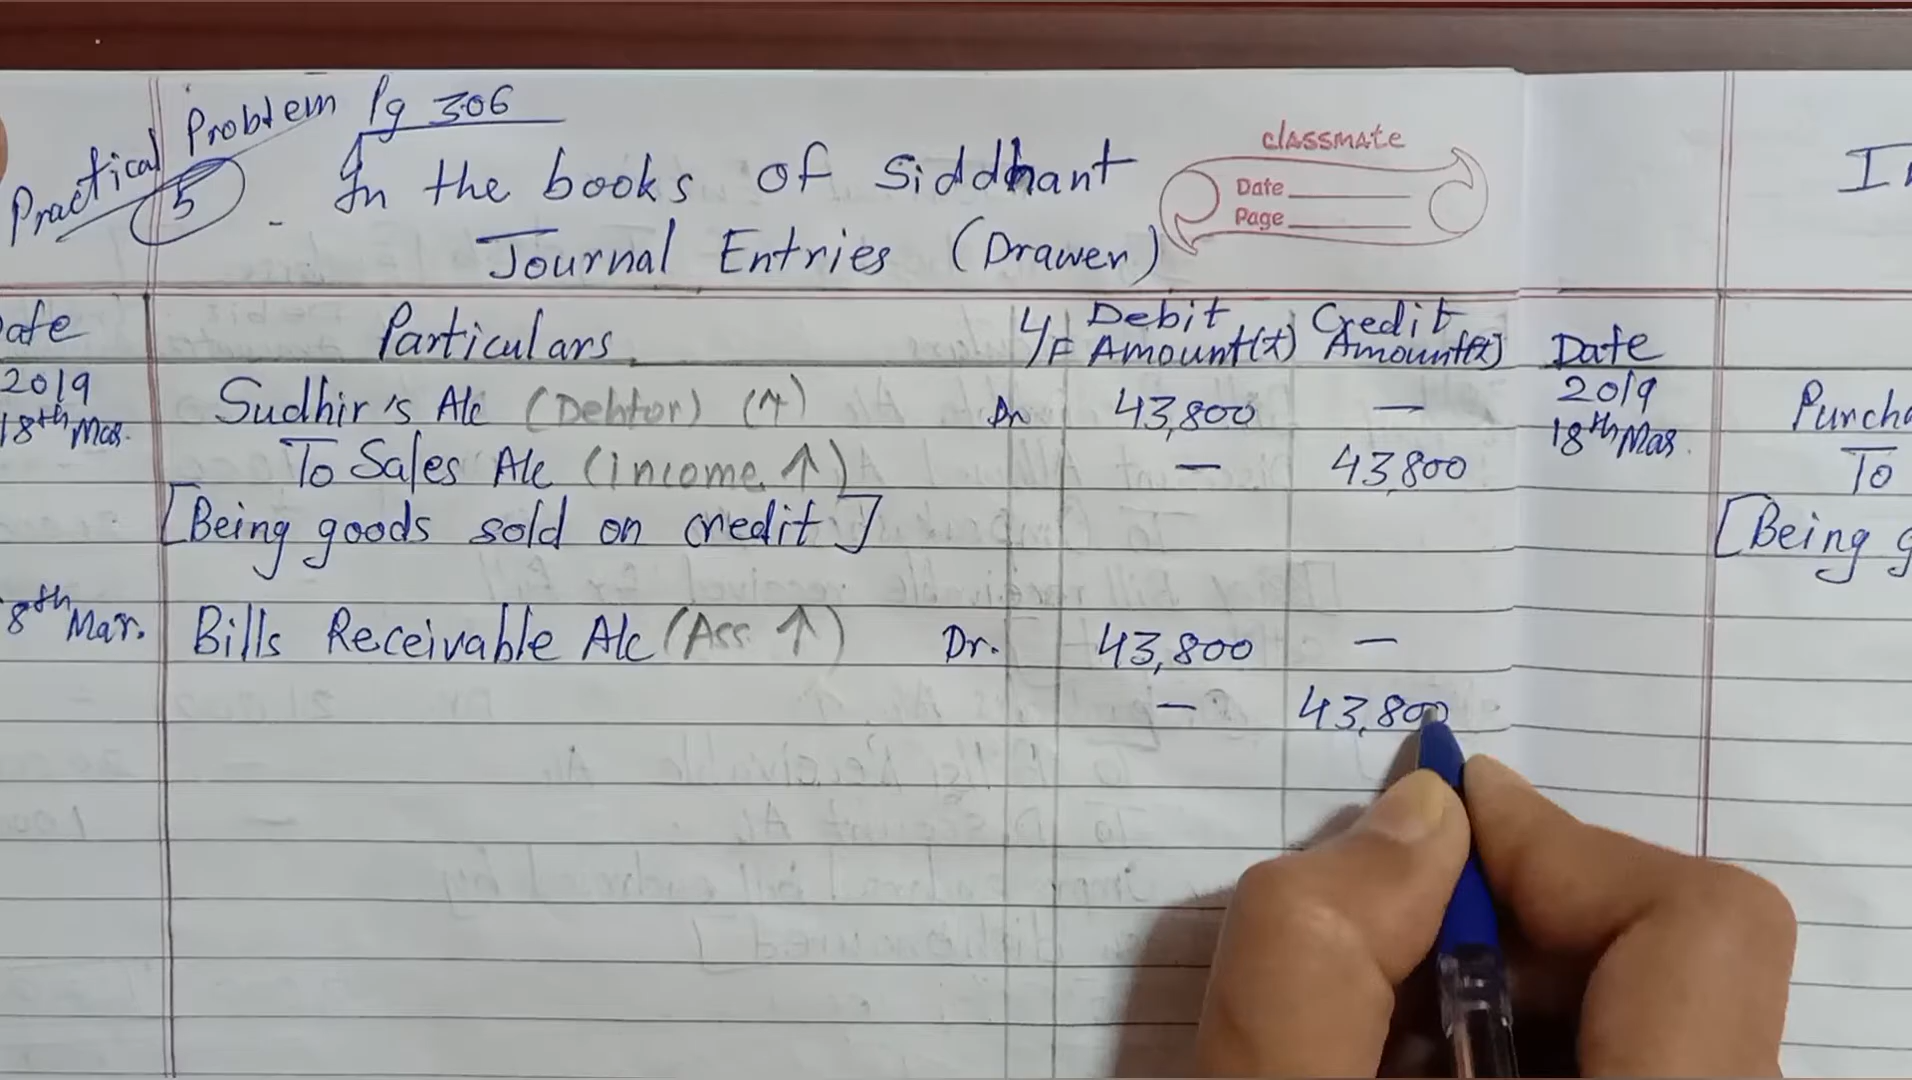 Practical Problem Pg 306
5
In the books of Siddhant
Journal Entries (Drawer)
classmate
Date
Page
Particulars
L/F
Debit Amount(₹)
Credit Amount(₹)
Date
2019
18th Mar.
Sudhir's A/c (Debtor) (↑) Dr 43,800 —
To Sales A/c (income ↑) — 43,800
[Being goods sold on credit]
Mar. Bills Receivable A/c (Ass ↑) Dr. 43,800 —
— 43,800
2019
18th Mar.
To
[Being